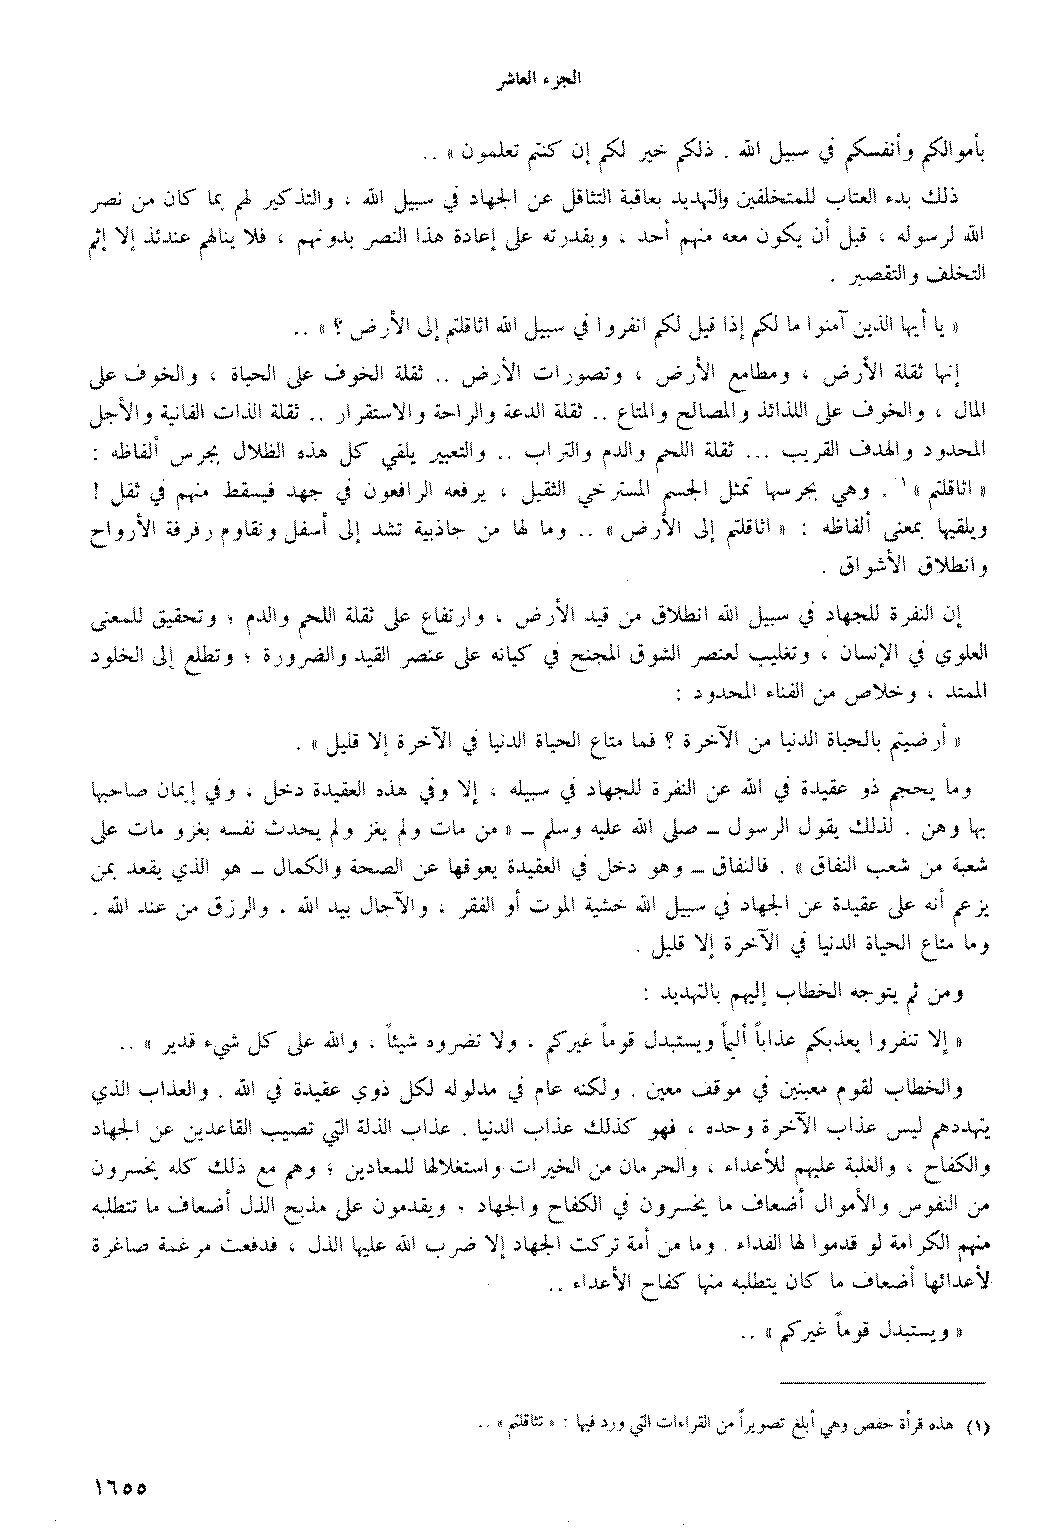 الجزء العاشر
بأموالكم وأنفسكم في سبيل الله . ذلكم خير لكم إن كنتم تعلمون » ..
ذلك بدء العتاب للمتخلفين والتهديد بعاقبة التثاقل عن الجهاد في سبيل الله ، والتذكير لهم بما كان من نصر
الله لرسوله ، قبل أن يكون معه منهم أحد ، وبقدرته على إعادة هذا النصر بدونهم ، فلا ينالهم عندئذ إلا إثم
التخلف والتقصير .
« يا أيها الذين آمنوا ما لكم إذا قيل لكم انفروا في سبيل الله اثاقلتم إلى الأرض ؟ » ..
إنها ثقلة الأرض ، ومطامع الأرض ، وتصورات الأرض .. ثقلة الخوف على الحياة ، والخوف على
المال ، والخوف على اللذائذ والمصالح والمتاع .. ثقلة الدعة والراحة والاستقرار .. ثقلة الذات الفانية والأجل
المحدود والهدف القريب ... ثقلة اللحم والدم والتراب .. والتعبير يلقي كل هذه الظلال بجرس ألفاظه :
« اثاقلتم »١ . وهي بجرسها تمثل الجسم المسترخي الثقيل ، يرفعه الرافعون في جهد فيسقط منهم في ثقل !
ويلقيها بمعنى ألفاظه : « اثاقلتم إلى الأرض » .. وما لها من جاذبية تشد إلى أسفل وتقاوم رفرفة الأرواح
وانطلاق الأشواق .
إن النفرة للجهاد في سبيل الله انطلاق من قيد الأرض ، وارتفاع على ثقلة اللحم والدم ؛ وتحقيق للمعنى
العلوي في الإنسان ، وتغليب لعنصر الشوق المجنح في كيانه على عنصر القيد والضرورة ؛ وتطلع إلى الخلود
الممتد ، وخلاص من الفناء المحدود :
« أرضيتم بالحياة الدنيا من الآخرة ؟ فما متاع الحياة الدنيا في الآخرة إلا قليل » .
وما يحجم ذو عقيدة في الله عن النفرة للجهاد في سبيله ، إلا وفي هذه العقيدة دخل ، وفي إيمان صاحبها
بها وهن . لذلك يقول الرسول – صلى الله عليه وسلم – « من مات ولم يغز ولم يحدث نفسه بغزو مات على
شعبة من شعب النفاق » . فالنفاق – وهو دخل في العقيدة يعوقها عن الصحة والكمال – هو الذي يقعد بمن
يزعم أنه على عقيدة عن الجهاد في سبيل الله خشية الموت أو الفقر ، والآجال بيد الله . والرزق من عند الله .
وما متاع الحياة الدنيا في الآخرة إلا قليل .
ومن ثم يتوجه الخطاب إليهم بالتهديد :
« إلا تنفروا يعذبكم عذاباً أليماً ويستبدل قوماً غيركم ، ولا تضروه شيئاً ، والله على كل شيء قدير » ..
والخطاب لقوم معينين في موقف معين . ولكنه عام في مدلوله لكل ذوي عقيدة في الله . والعذاب الذي
يتهددهم ليس عذاب الآخرة وحده ، فهو كذلك عذاب الدنيا . عذاب الذلة التي تصيب القاعدين عن الجهاد
والكفاح ، والغلبة عليهم للأعداء ، والحرمان من الخيرات واستغلالها للمعادين ؛ وهم مع ذلك كله يخسرون
من النفوس والأموال أضعاف ما يخسرون في الكفاح والجهاد ، ويقدمون على مذبح الذل أضعاف ما تتطلبه
منهم الكرامة لو قدموا لها الفداء . وما من أمة تركت الجهاد إلا ضرب الله عليها الذل ، فدفعت مرغمة صاغرة
لأعدائها أضعاف ما كان يتطلبه منها كفاح الأعداء ..
« ويستبدل قوماً غيركم » ..
(١) هذه قرأة حفص وهي أبلغ تصويراً من القراءات التي ورد فيها : « تثاقلتم » ..
١٦٥٥